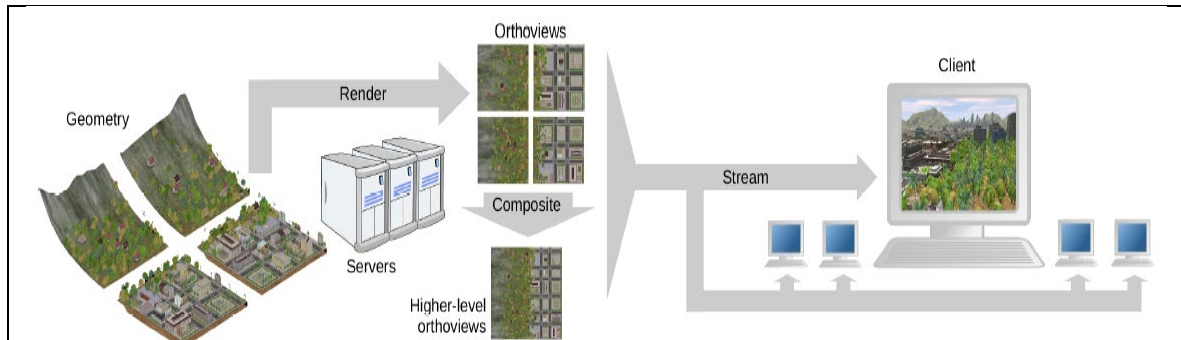 Orthoviews
Client
Render
Geometry
Stream
Composite
Servers
Higher-level
orthoviews